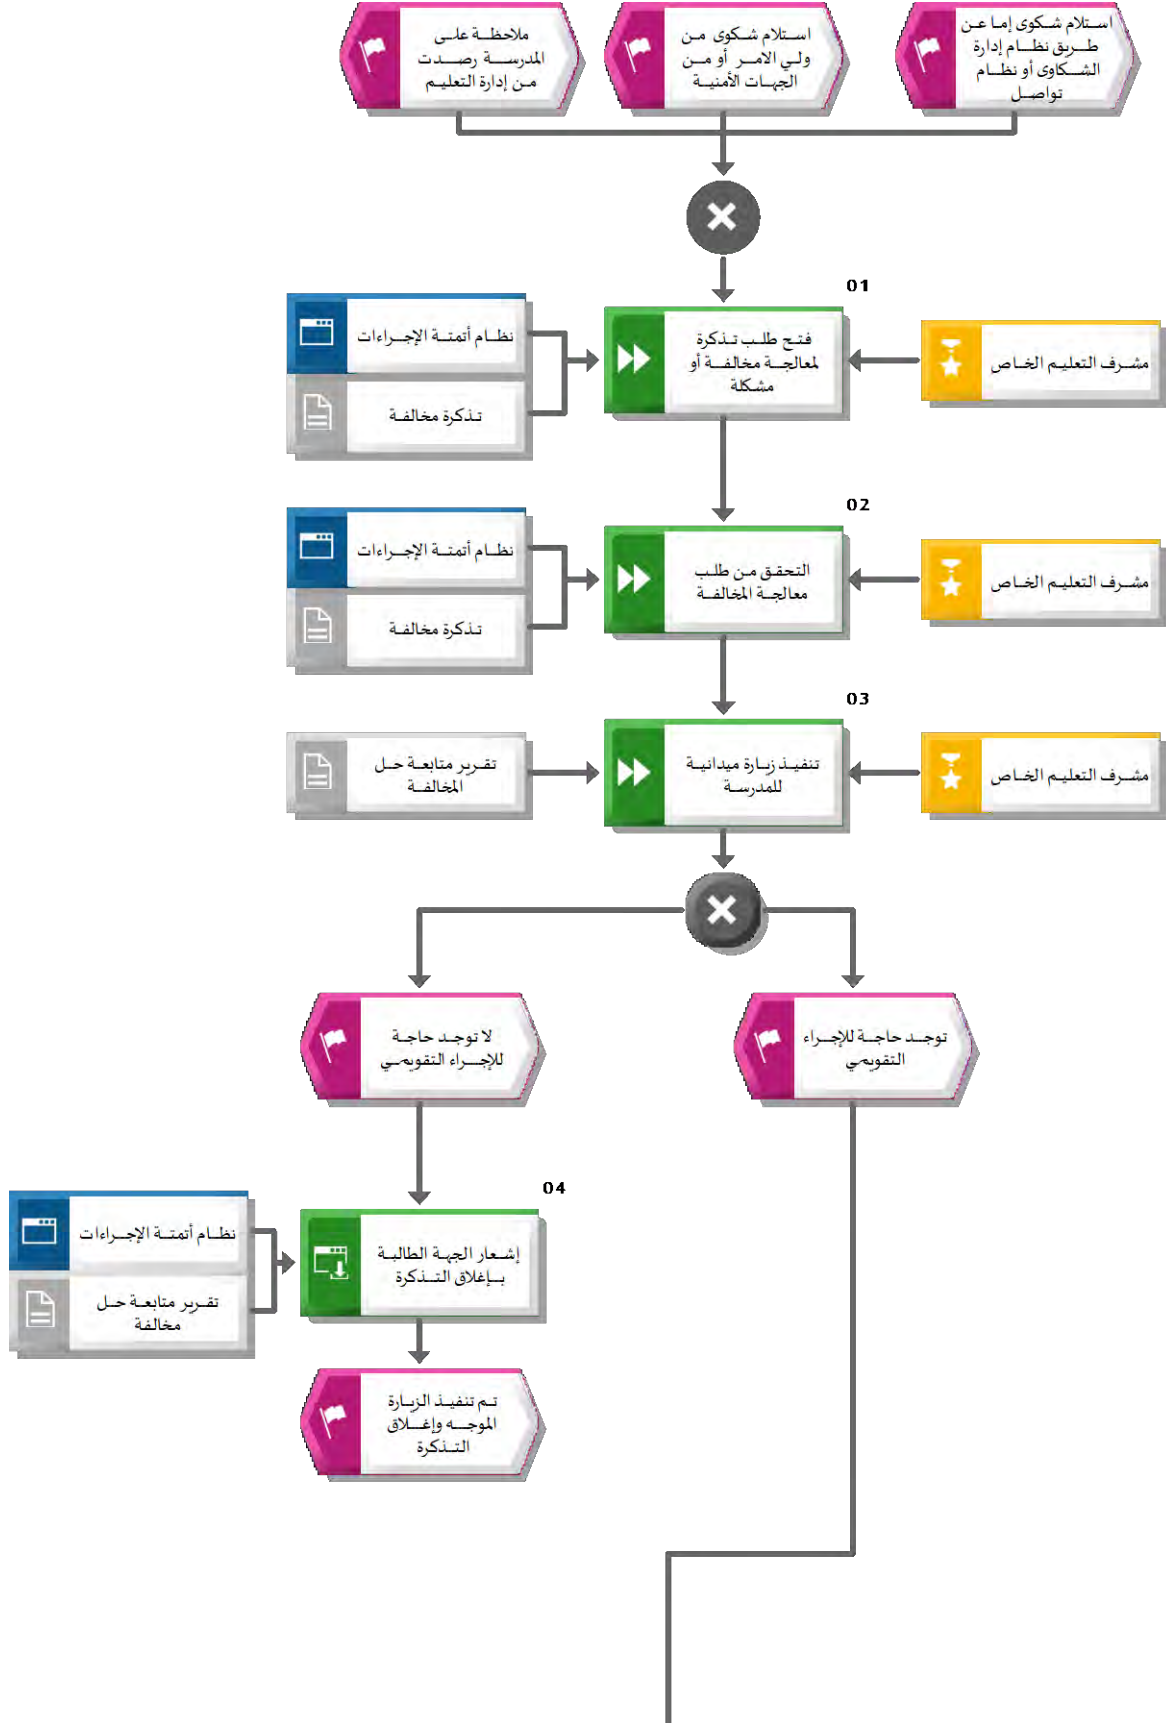 استلام شكوى إما عن
طريق نظام إدارة
الشكاوى أو نظام
تواصل
استلام شكوى من
ولي الامر أو من
الجهات الأمنية
ملاحظة على
المدرسة رصدت
من إدارة التعليم
01
مشرف التعليم الخاص
فتح طلب تذكرة
لمعالجة مخالفة أو
مشكلة
نظام أتمتة الإجراءات
تذكرة مخالفة
02
مشرف التعليم الخاص
التحقق من طلب
معالجة المخالفة
نظام أتمتة الإجراءات
تذكرة مخالفة
03
مشرف التعليم الخاص
تنفيذ زيارة ميدانية
للمدرسة
تقرير متابعة حل
المخالفة
توجد حاجة للإجراء
التقويمي
لا توجد حاجة
للإجراء التقويمي
04
إشعار الجهة الطالبة
بإغلاق التذكرة
نظام أتمتة الإجراءات
تقرير متابعة حل
مخالفة
تم تنفيذ الزيارة
الموجه وإغلاق
التذكرة